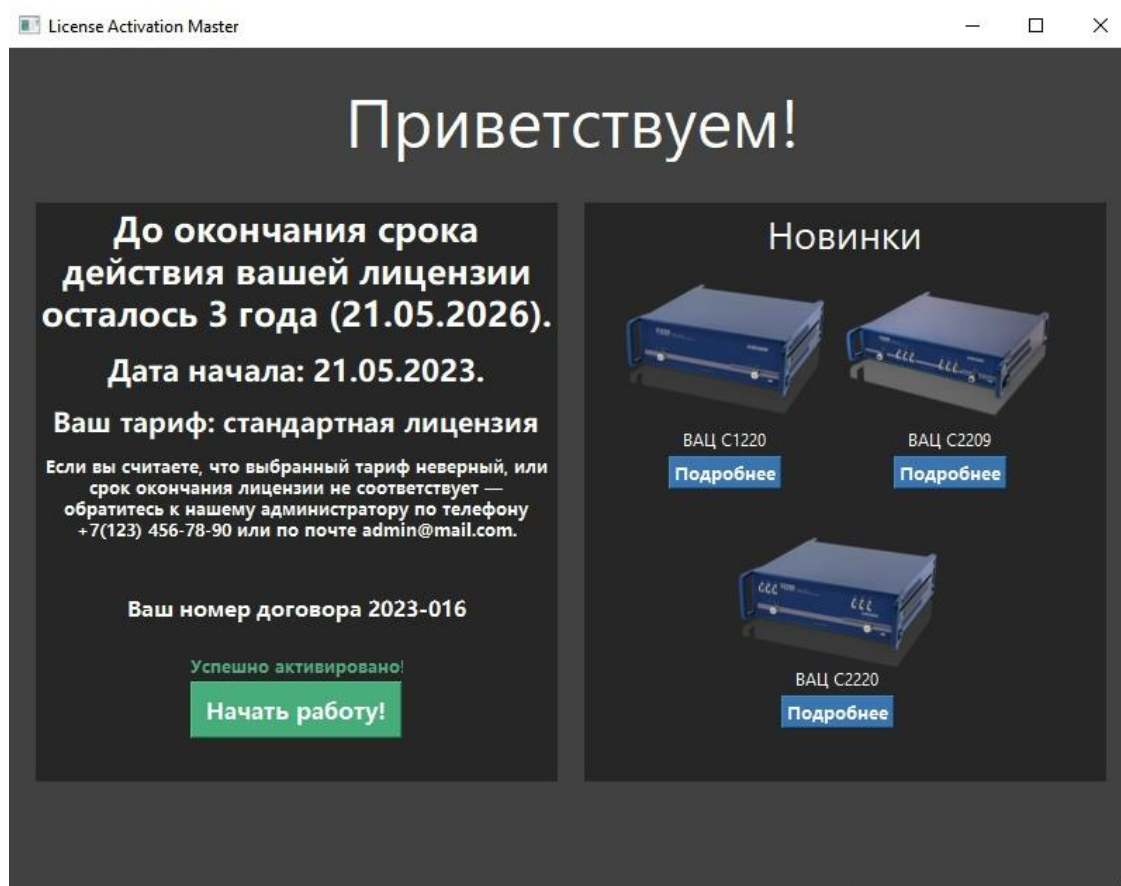 License Activation Master
Приветствуем!
До окончания срока
действия вашей лицензии
осталось 3 года (21.05.2026).
Дата начала: 21.05.2023.
Ваш тариф: стандартная лицензия
Если вы считаете, что выбранный тариф неверный, или
срок окончания лицензии не соответствует —
обратитесь к нашему администратору по телефону
+7(123) 456-78-90 или по почте admin@mail.com.
Ваш номер договора 2023-016
Успешно активировано!
Начать работу!
Новинки
ВАЦ С1220
Подробнее
ВАЦ С2209
Подробнее
ВАЦ С2220
Подробнее